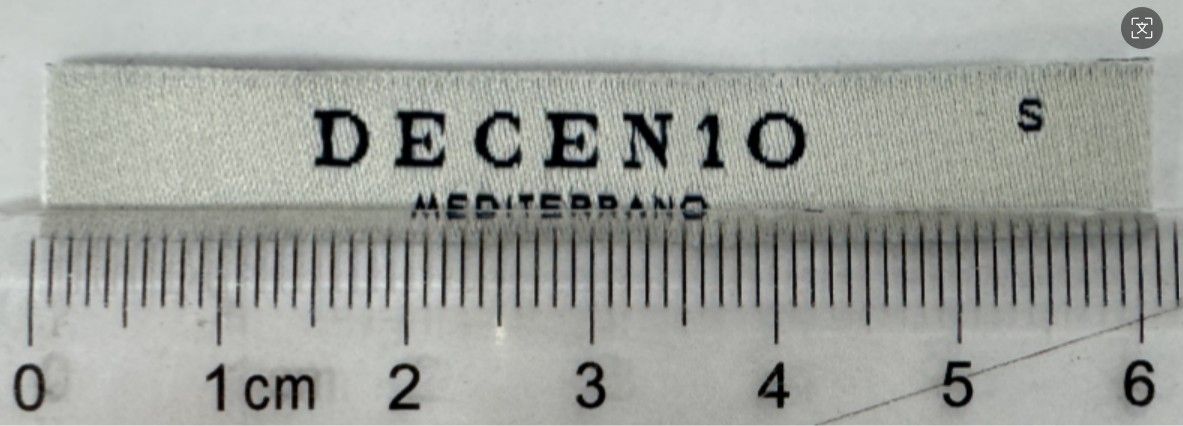 DECEN1O
S
MEDITERRANO
0 1cm 2 3 4 5 6